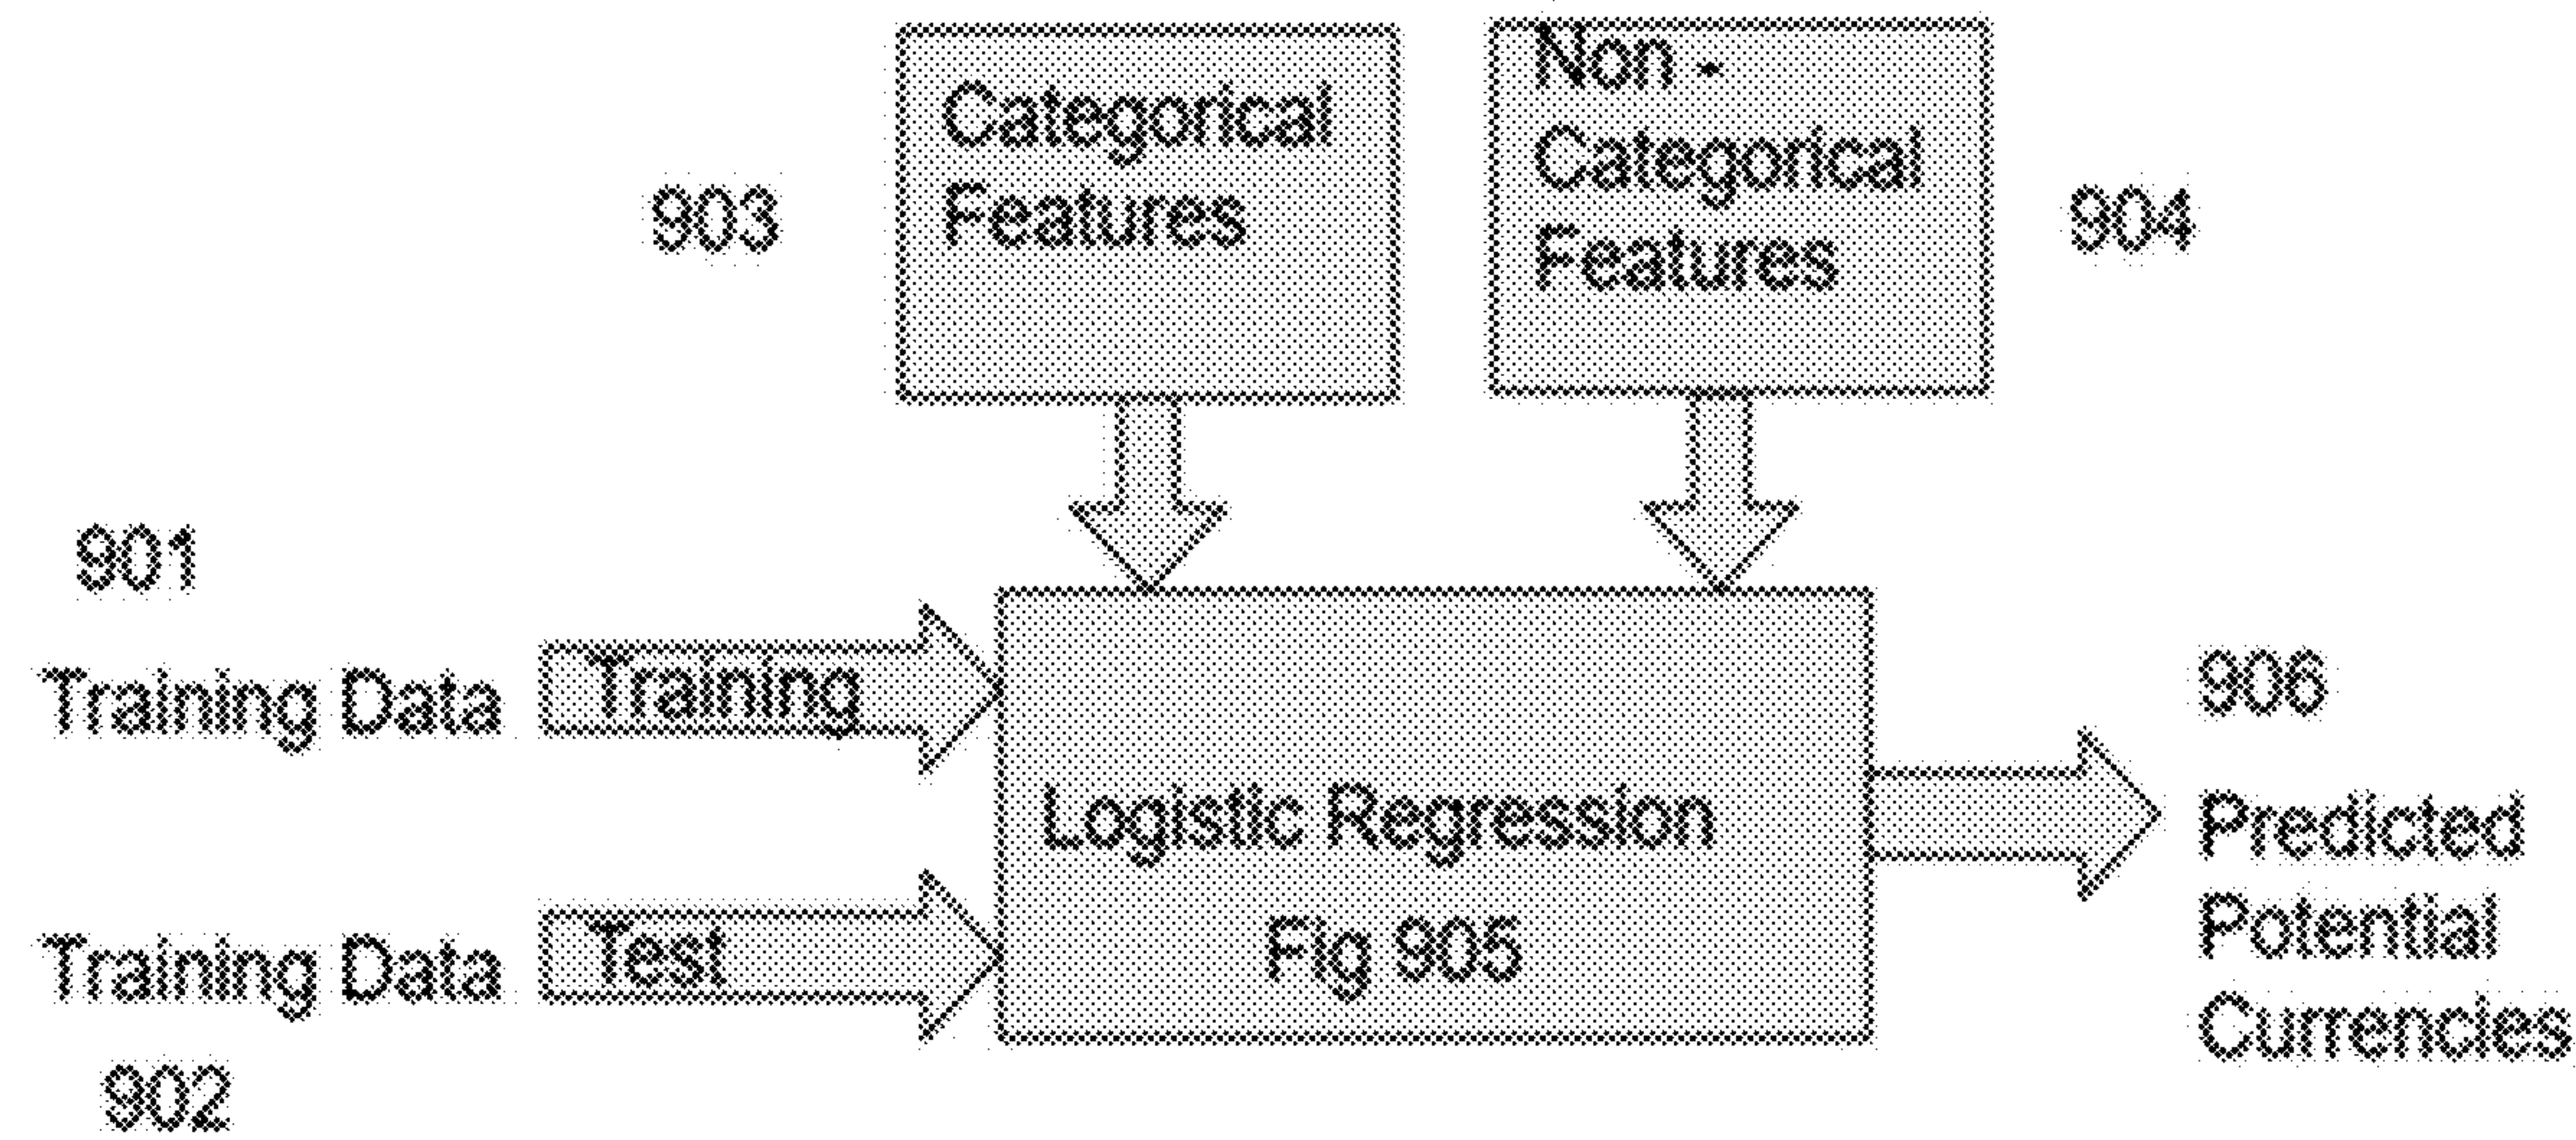 903
Categorical
Features
Non -
Categorical
Features
904
901
Training Data
Training
Training Data
Test
902
Logistic Regression
Fig 905
906
Predicted
Potential
Currencies